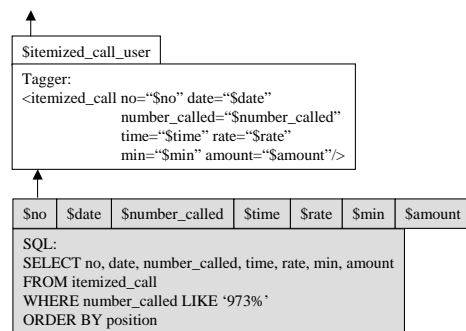 $itemized_call_user
Tagger:
<itemized_call no=“$no” date=“$date”
number_called=“$number_called”
time=“$time” rate=“$rate”
min=“$min” amount=“$amount”/>
$no $date $number_called $time $rate $min $amount
SQL:
SELECT no, date, number_called, time, rate, min, amount
FROM itemized_call
WHERE number_called LIKE ‘973%’
ORDER BY position